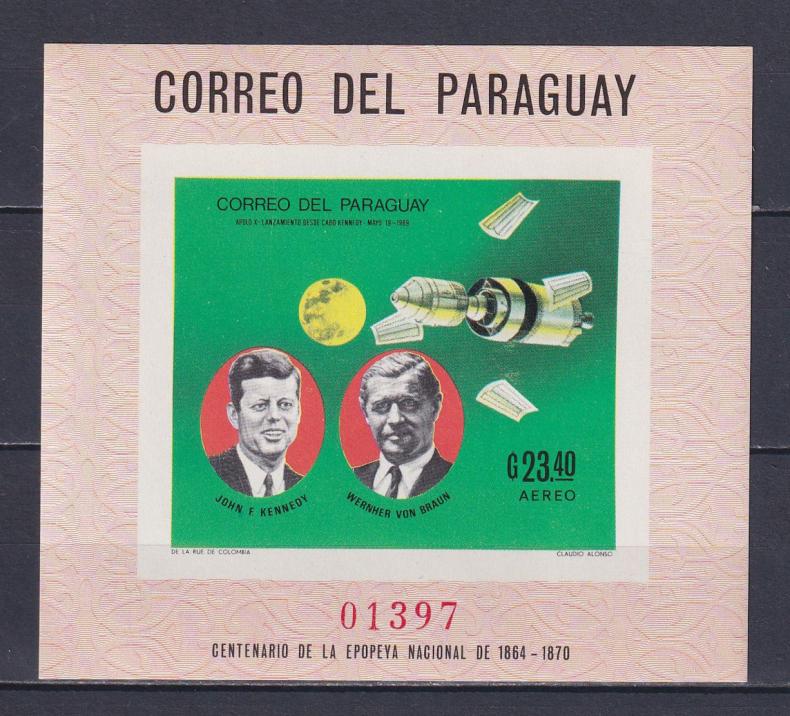 CORREO DEL PARAGUAY
CORREO DEL PARAGUAY
APOLO X-LANZAMIENTO DESDE CABO KENNEDY - MAYO 18-1969
JOHN F. KENNEDY
WERNHER VON BRAUN
G 23.40
AEREO
DE LA RUE DE COLOMBIA
CLAUDIO ALONSO
01397
CENTENARIO DE LA EPOPEYA NACIONAL DE 1864 - 1870